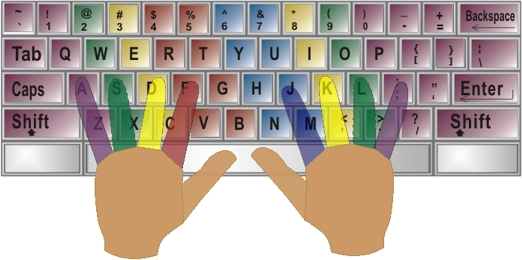 ~ ` ! 1 @ 2 # 3 $ 4 % 5 ^ 6 & 7 * 8 ( 9 ) 0 _ - + = Backspace
Tab Q W E R T Y U I O P { [ } ] | \
Caps A S D F G H J K L : ; " , Enter
Shift Z X C V B N M < , > ? / Shift